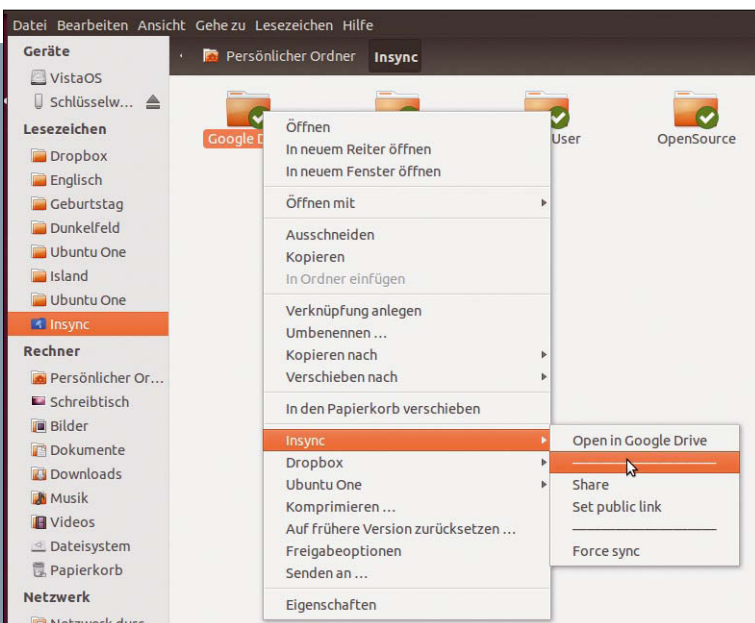 Datei Bearbeiten Ansicht Gehe zu Lesezeichen Hilfe
Geräte
VistaOS
Schlüsselw...
Lesezeichen
Dropbox
Englisch
Geburtstag
Dunkelfeld
Ubuntu One
Island
Ubuntu One
Insync
Rechner
Persönlicher Or...
Schreibtisch
Bilder
Dokumente
Downloads
Musik
Videos
Dateisystem
Papierkorb
Netzwerk
Persönlicher Ordner Insync
Google User OpenSource
Öffnen
In neuem Reiter öffnen
In neuem Fenster öffnen
Öffnen mit
Ausschneiden
Kopieren
In Ordner einfügen
Verknüpfung anlegen
Umbenennen ...
Kopieren nach
Verschieben nach
In den Papierkorb verschieben
Insync
Dropbox
Ubuntu One
Komprimieren ...
Auf frühere Version zurücksetzen ...
Freigabeoptionen
Senden an ...
Eigenschaften
Open in Google Drive
Share
Set public link
Force sync